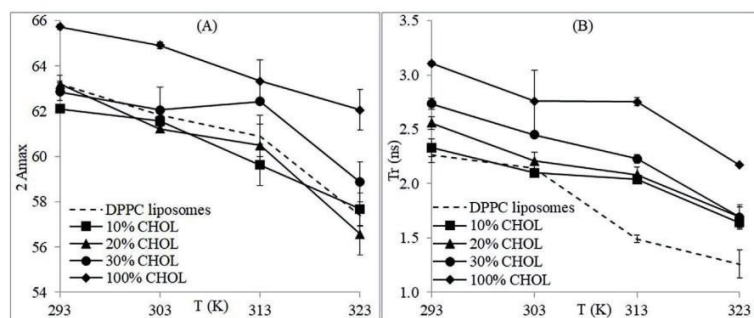 (A)
66
64
62
60
58
56
54
2 Amax
DPPC liposomes
10% CHOL
20% CHOL
30% CHOL
100% CHOL
293
303
313
323
T (K)
(B)
3.5
3.0
2.5
2.0
1.5
1.0
Tr (ns)
DPPC liposomes
10% CHOL
20% CHOL
30% CHOL
100% CHOL
293
303
313
323
T (K)